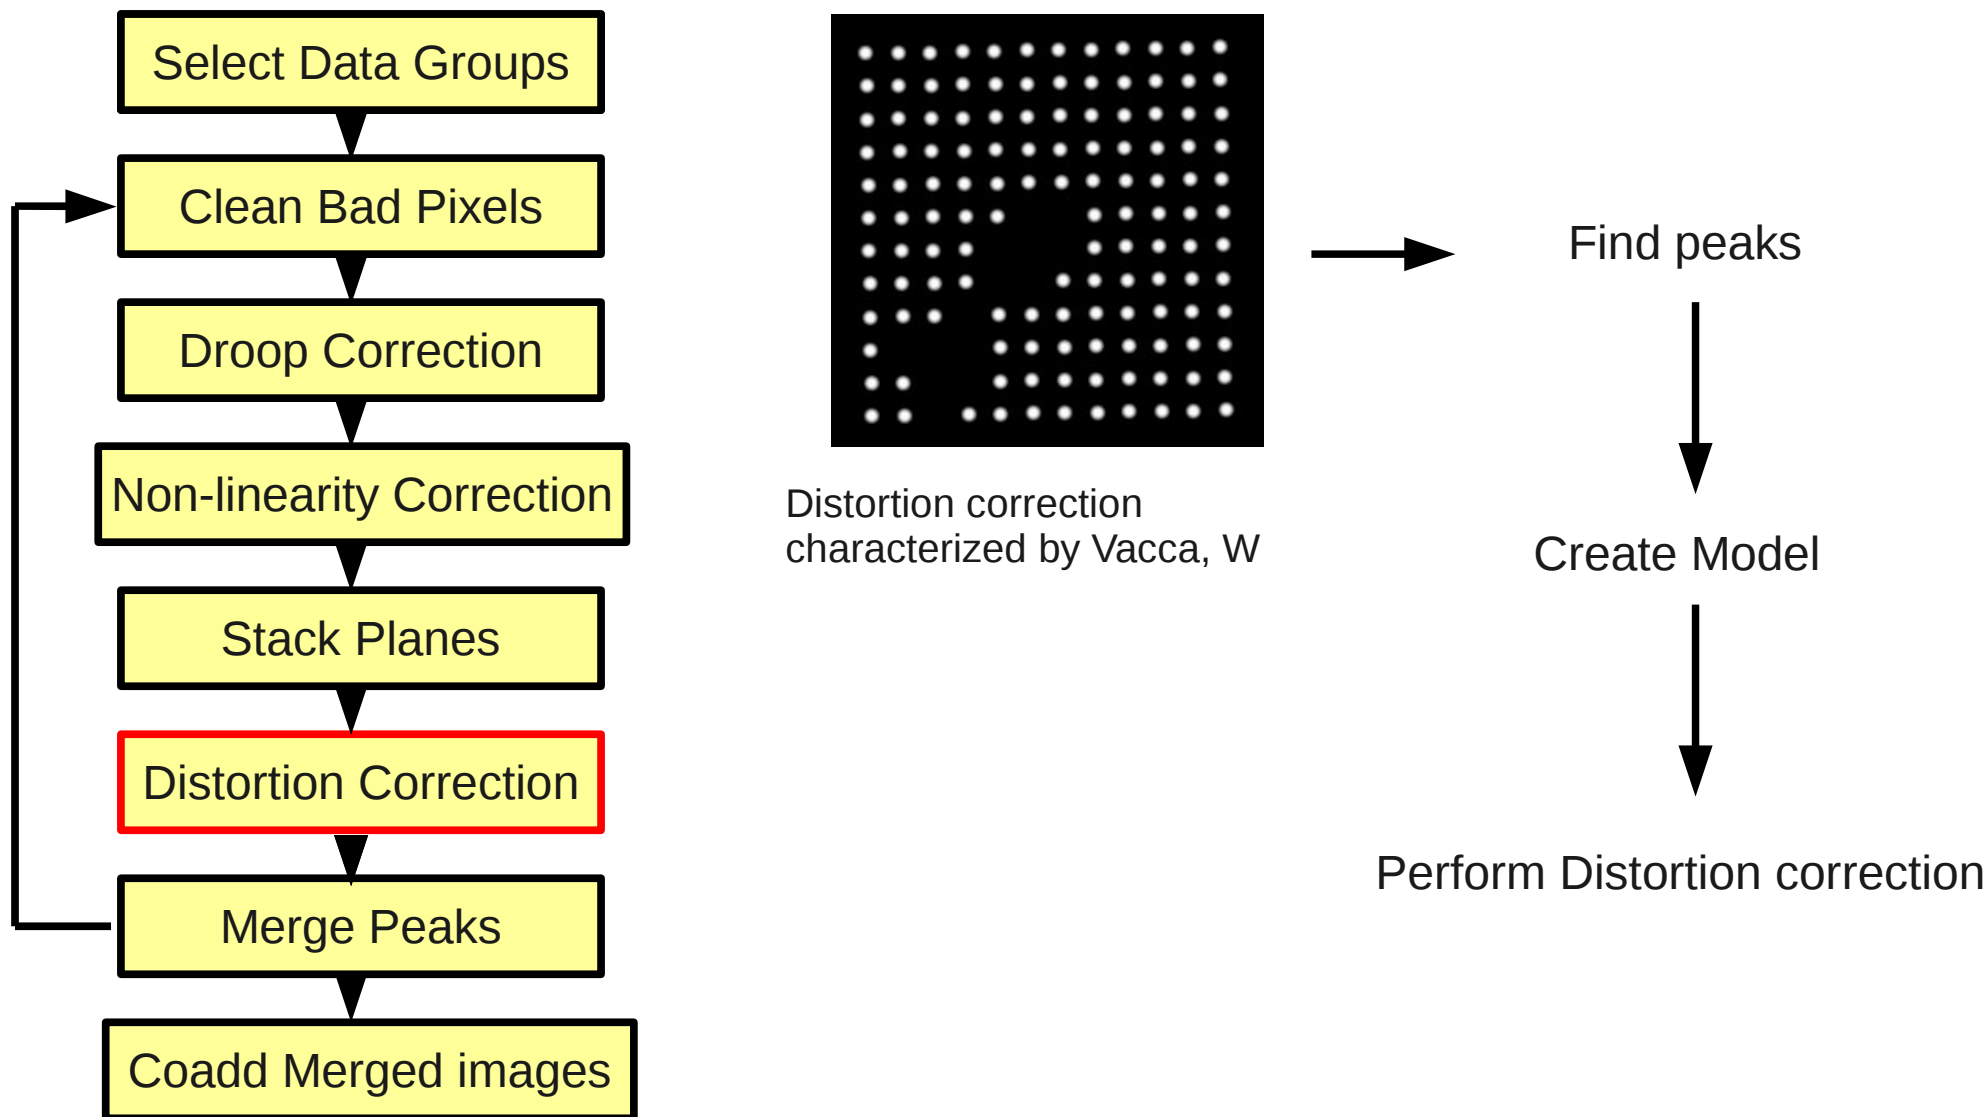 Select Data Groups
Clean Bad Pixels
Droop Correction
Non-linearity Correction
Stack Planes
Distortion Correction
Merge Peaks
Coadd Merged images
Distortion correction
characterized by Vacca, W
Find peaks
Create Model
Perform Distortion correction